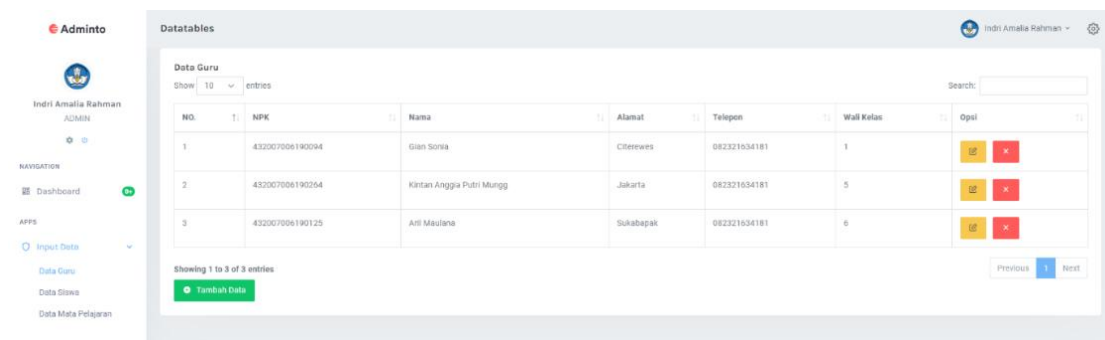 Adminto
Datatables
Indri Amalia Rahman
Indri Amalia Rahman
ADMIN
NAVIGATION
Dashboard 9+
APPS
Input Data
Data Guru
Data Siswa
Data Mata Pelajaran
Data Guru
Show 10 entries Search:
NO. NPK Nama Alamat Telepon Wali Kelas Opsi
1 432007006190094 Gian Sonia Citerewes 082321634181 1
2 432007006190264 Kintan Anggia Putri Mungg Jakarta 082321634181 5
3 432007006190125 Maulana Sukabapak 082321634181 6
Showing 1 to 3 of 3 entries Previous 1 Next
Tambah Data